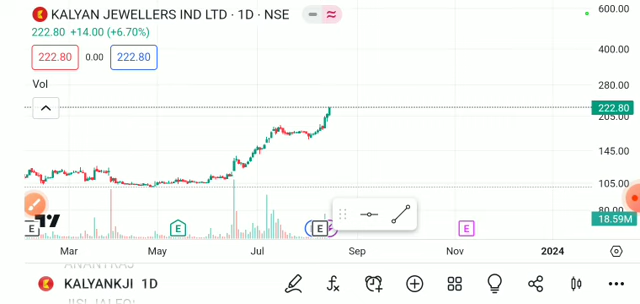 KALYAN JEWELLERS IND LTD · 1D · NSE
222.80 +14.00 (+6.70%)
222.80 0.00 222.80
Vol
600.00
400.00
280.00
222.80
205.00
145.00
105.00
80.00
18.59M
E E E E
Mar May Jul Sep Nov 2024
KALYANKJI 1D